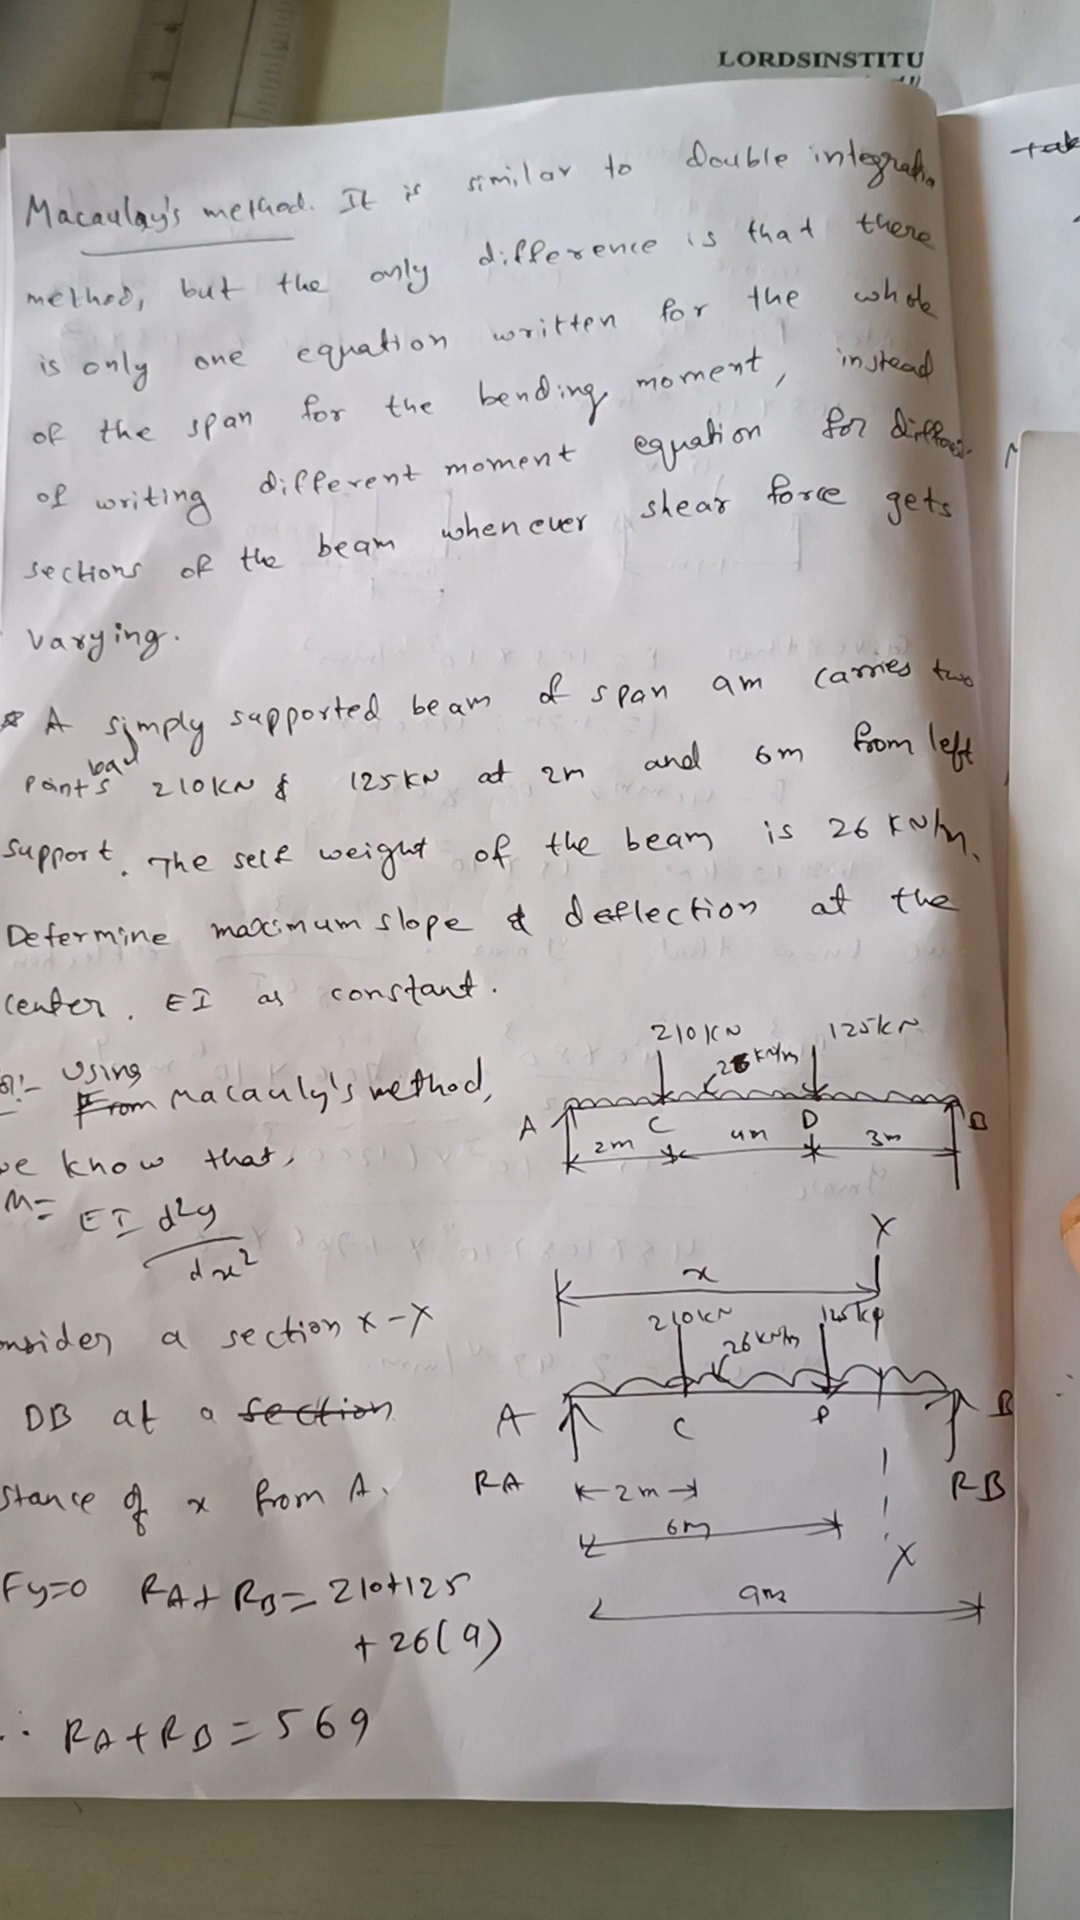 LORDSINSTITU
Macaulay's method. It is similar to double integratio
tak
method, but the only difference is that there
is only one equation written for the whole
of the span for the bending moment, instead
of writing different moment equation for
sections of the beam whenever shear force gets
varying.
* A simply supported beam of span 9m carries two
point load's 210KN & 125KN at 2m and 6m from left
support. The self weight of the beam is 26 KN/m.
Determine maximum slope & deflection at the
center. EI as constant.
210KN 125KN
26KN/m
:- Using From Macauly's method,
A C D B
2m 4m 3m
we know that,
M= EI d²y
dx²
X
x
nsider a section x-x
210KN 125KN
26KN/m
DB at a section
A C D B
stance of x from A.
RA 2m RB
6m
X
Fy=0 RA+RB=210+125
9m
+26(9)
∴ RA+RB=569